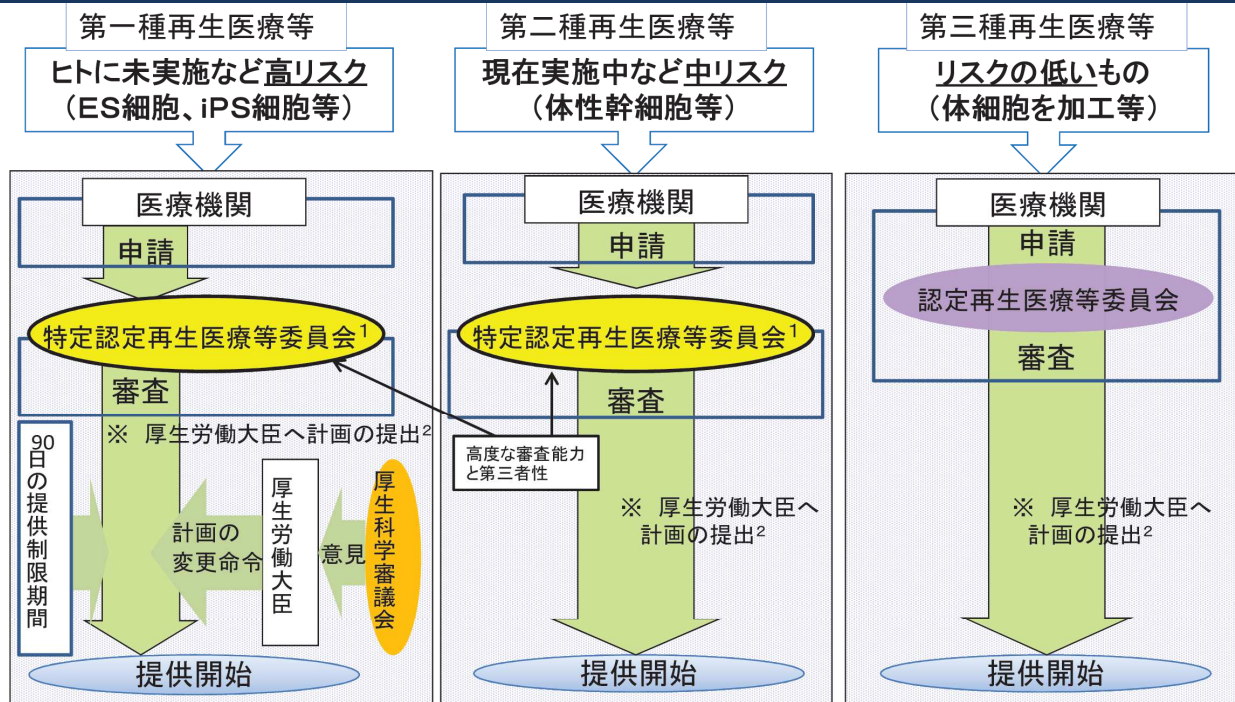 第一種再生医療等
ヒトに未実施など高リスク
（ES細胞、iPS細胞等）
医療機関
申請
特定認定再生医療等委員会1
審査
※ 厚生労働大臣へ計画の提出2
90日の提供制限期間
計画の
変更命令
厚生労働大臣
意見
厚生科学審議会
提供開始
第二種再生医療等
現在実施中など中リスク
（体性幹細胞等）
医療機関
申請
特定認定再生医療等委員会1
審査
高度な審査能力
と第三者性
※ 厚生労働大臣へ
計画の提出2
提供開始
第三種再生医療等
リスクの低いもの
（体細胞を加工等）
医療機関
申請
認定再生医療等委員会
審査
※ 厚生労働大臣へ
計画の提出2
提供開始